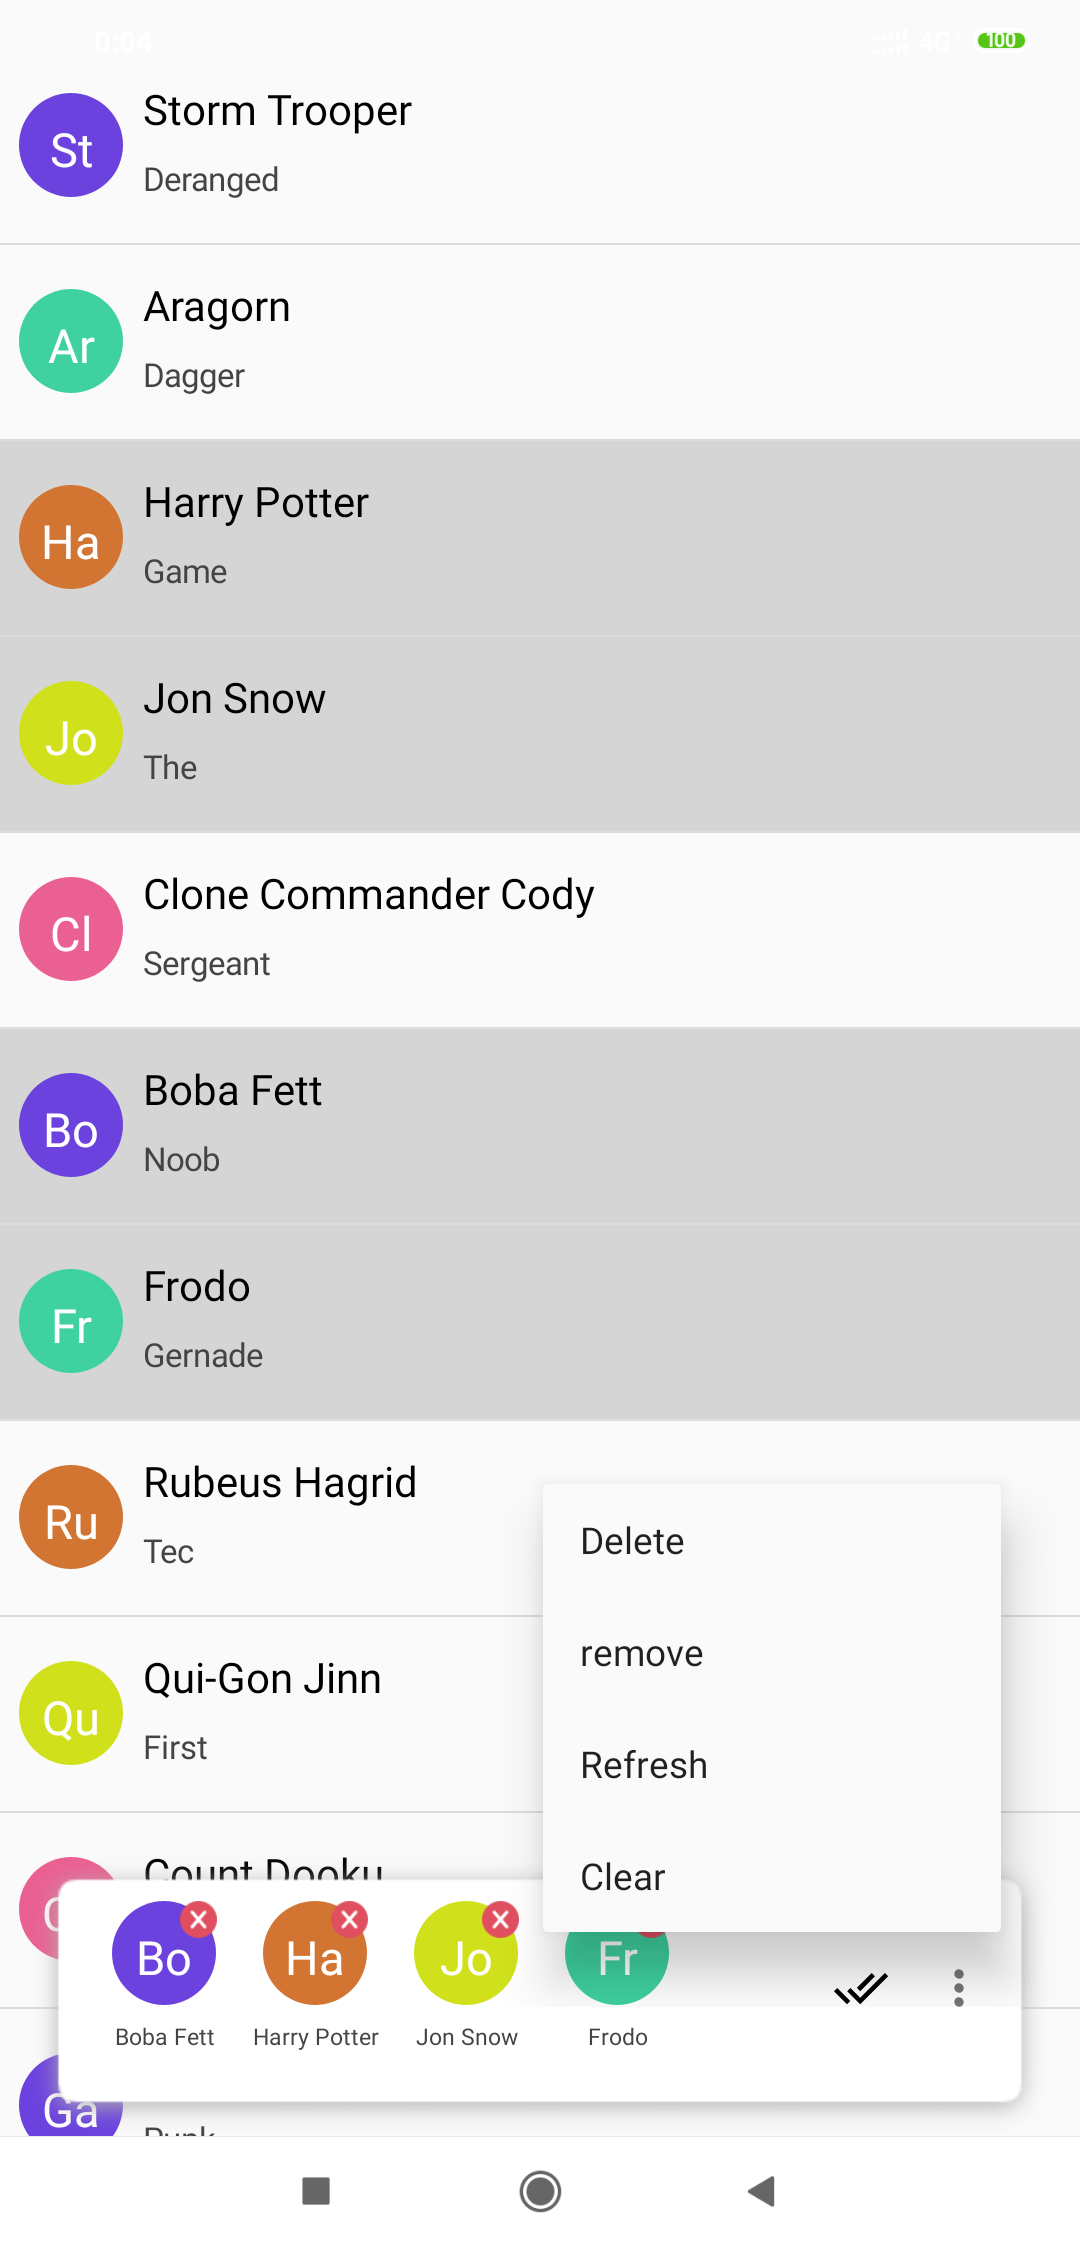 0:04
4G+ 100
St
Storm Trooper
Deranged
Ar
Aragorn
Dagger
Ha
Harry Potter
Game
Jo
Jon Snow
The
Cl
Clone Commander Cody
Sergeant
Bo
Boba Fett
Noob
Fr
Frodo
Gernade
Ru
Rubeus Hagrid
Tec
Qu
Qui-Gon Jinn
First
Count Dooku
Ga
Punk
Delete
remove
Refresh
Clear
Bo
Ha
Jo
Fr
Boba Fett
Harry Potter
Jon Snow
Frodo